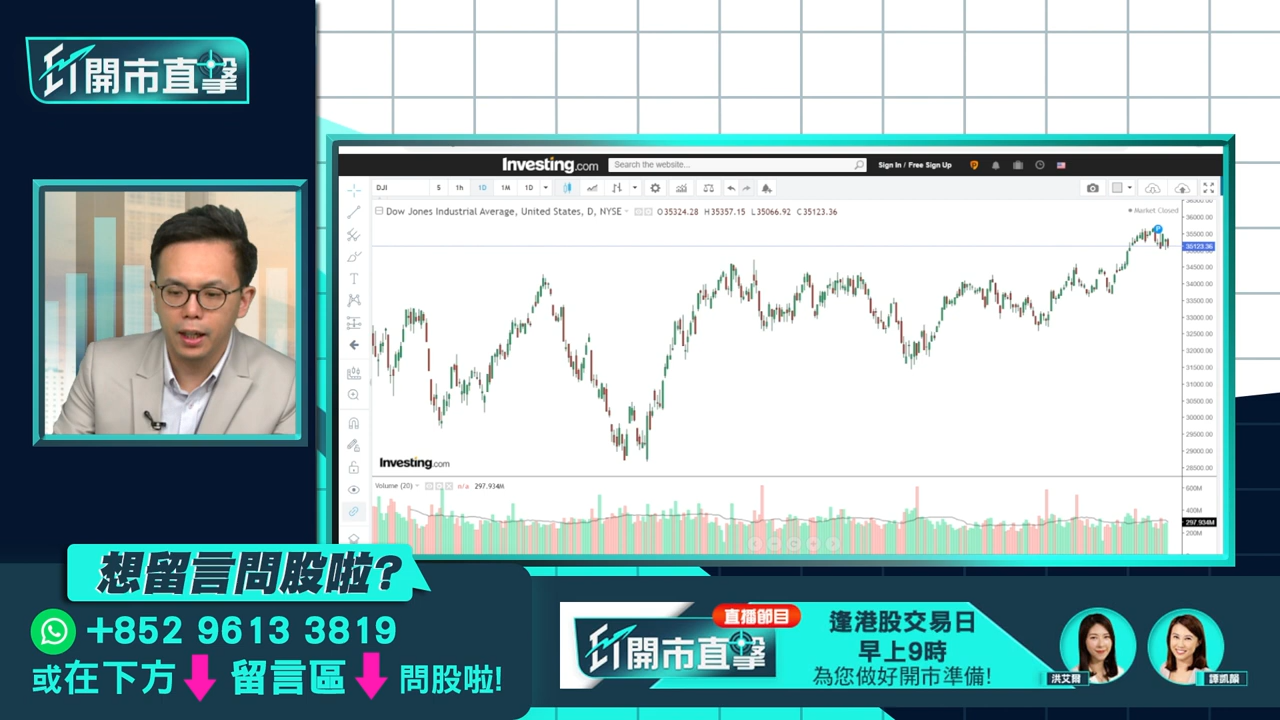 ET開市直擊
Investing.com
Search the website...
Sign In / Free Sign Up
DJI
5
1h
1D
1M
1D
Dow Jones Industrial Average, United States, D, NYSE
O35324.28 H35357.15 L35066.92 C35123.36
Market Closed
36000.00
35500.00
35123.36
34500.00
34000.00
33500.00
33000.00
32500.00
32000.00
31500.00
31000.00
30500.00
30000.00
29500.00
29000.00
28500.00
Investing.com
Volume (20)
n/a 297.934M
600M
400M
297.934M
200M
想留言問股啦?
+852 9613 3819
或在下方
留言區
問股啦!
直播節目
ET開市直擊
逢港股交易日
早上9時
為您做好開市準備!
洪艾爾
譚凱韻